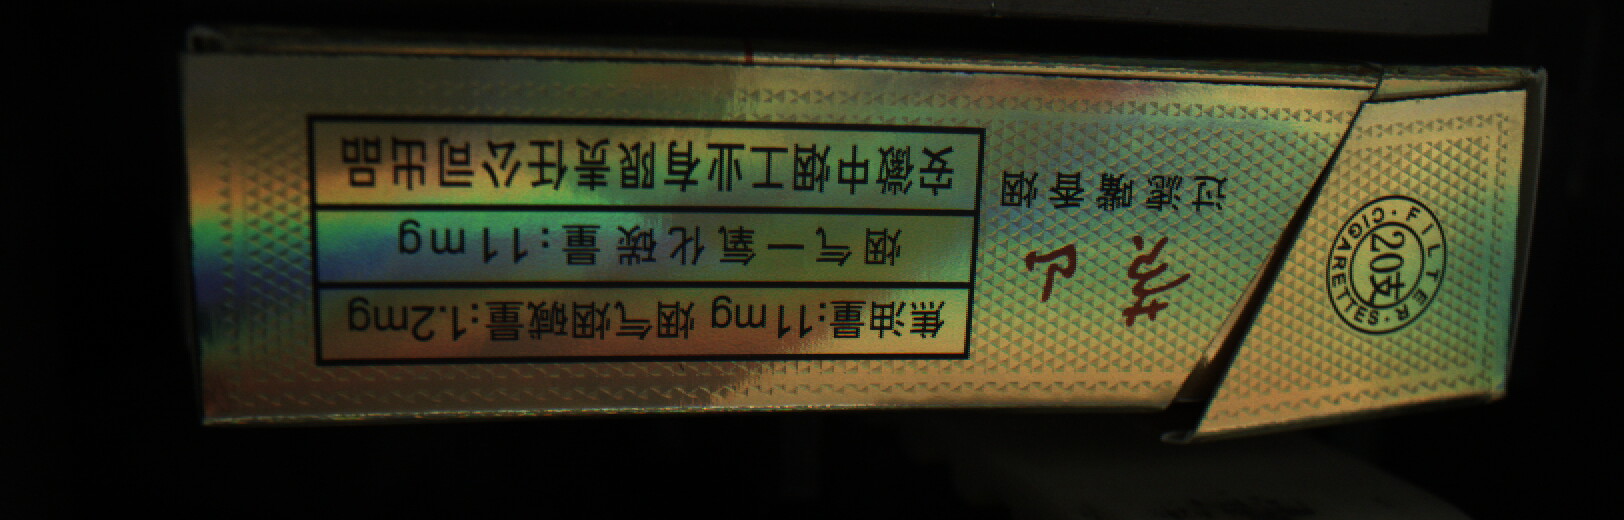 FILTER·CIGARETTES·
20支
黄山
过滤嘴香烟
焦油量:11mg 烟气烟碱量:1.2mg
烟气一氧化碳量:11mg
安徽中烟工业有限责任公司出品